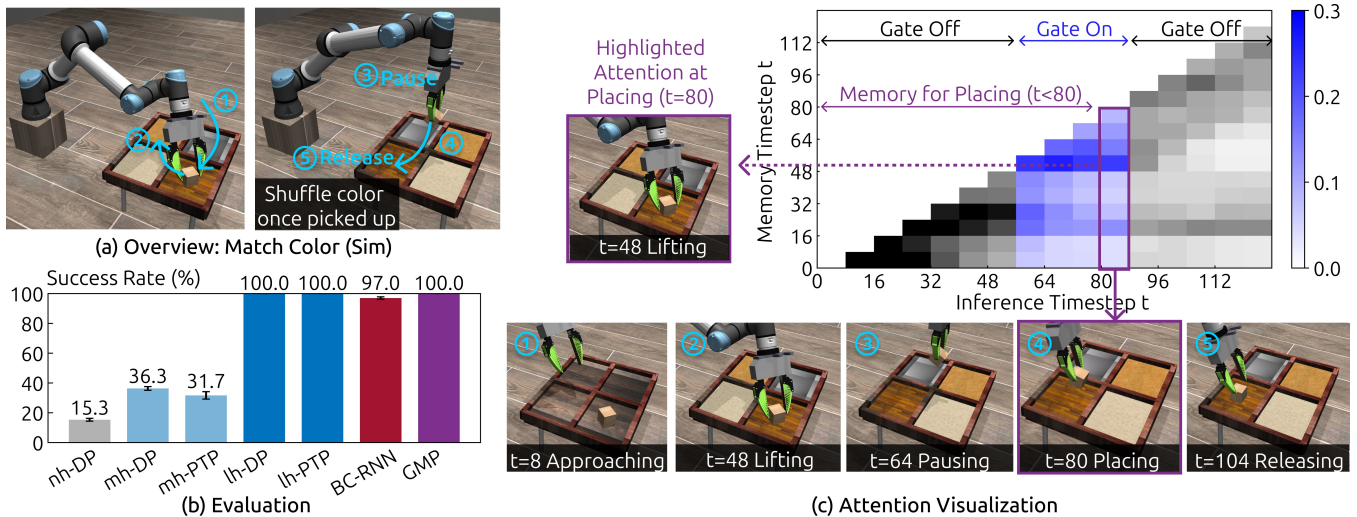 ①
②
③ Pause
④
⑤ Release
Shuffle color
once picked up
(a) Overview: Match Color (Sim)
Success Rate (%)
100
80
60
40
20
0
15.3
36.3
31.7
100.0
100.0
97.0
100.0
nh-DP
mh-DP
mh-PTP
lh-DP
lh-PTP
BC-RNN
GMP
(b) Evaluation
Highlighted
Attention at
Placing (t=80)
t=48 Lifting
Gate Off
Gate On
Gate Off
Memory for Placing (t<80)
Memory Timestep t
112
96
80
64
48
32
16
0
0
16
32
48
64
80
96
112
Inference Timestep t
0.3
0.2
0.1
0.0
①
t=8 Approaching
②
t=48 Lifting
③
t=64 Pausing
④
t=80 Placing
⑤
t=104 Releasing
(c) Attention Visualization